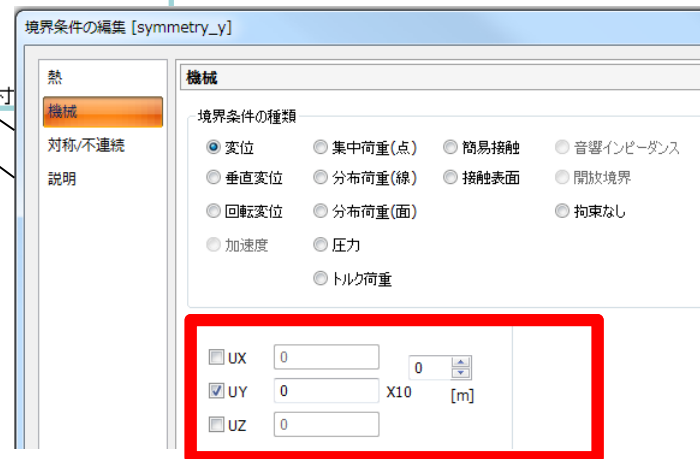 境界条件の編集 [symmetry_y]
寸
熱
機械
対称/不連続
説明
機械
境界条件の種類
変位 集中荷重(点) 簡易接触 音響インピーダンス
垂直変位 分布荷重(線) 接触表面 開放境界
回転変位 分布荷重(面) 拘束なし
加速度 圧力
トルク荷重
UX 0
0
UY 0 X10 [m]
UZ 0